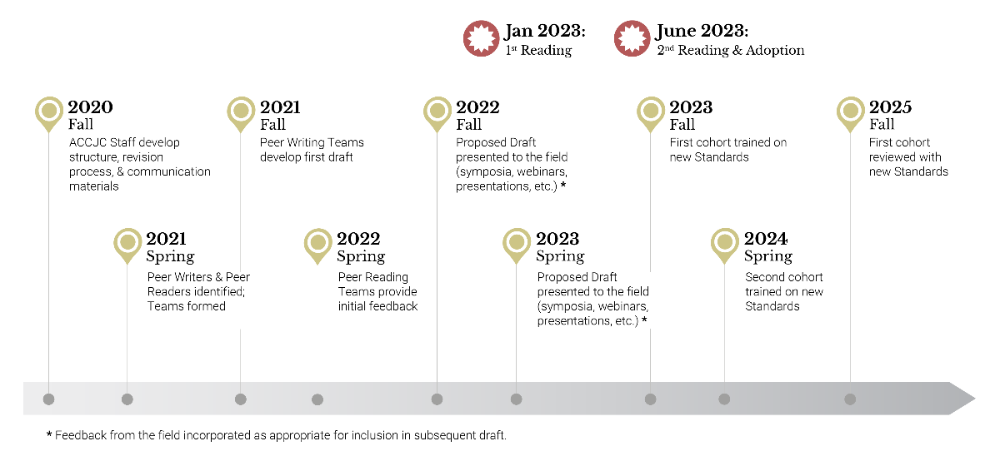 Jan 2023:
1st Reading
June 2023:
2nd Reading & Adoption
2020
Fall
ACCJC Staff develop
structure, revision
process, & communication
materials
2021
Fall
Peer Writing Teams
develop first draft
2022
Fall
Proposed Draft
presented to the field
(symposia, webinars,
presentations, etc.) *
2023
Fall
First cohort trained on
new Standards
2025
Fall
First cohort
reviewed with
new Standards
2021
Spring
Peer Writers & Peer
Readers identified;
Teams formed
2022
Spring
Peer Reading
Teams provide
initial feedback
2023
Spring
Proposed Draft
presented to the field
(symposia, webinars,
presentations, etc.) *
2024
Spring
Second cohort
trained on new
Standards
* Feedback from the field incorporated as appropriate for inclusion in subsequent draft.